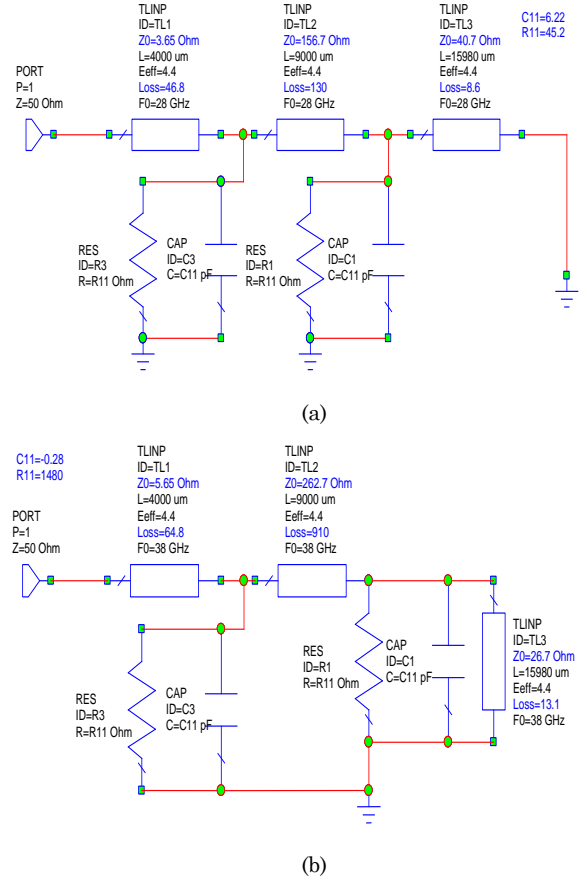 TLINP
ID=TL1
Z0=3.65 Ohm
L=4000 um
Eeff=4.4
Loss=46.8
F0=28 GHz
TLINP
ID=TL2
Z0=156.7 Ohm
L=9000 um
Eeff=4.4
Loss=130
F0=28 GHz
TLINP
ID=TL3
Z0=40.7 Ohm
L=15980 um
Eeff=4.4
Loss=8.6
F0=28 GHz
C11=6.22
R11=45.2
PORT
P=1
Z=50 Ohm
RES
ID=R3
R=R11 Ohm
CAP
ID=C3
C=C11 pF
RES
ID=R1
R=R11 Ohm
CAP
ID=C1
C=C11 pF
(a)
C11=-0.28
R11=1480
TLINP
ID=TL1
Z0=5.65 Ohm
L=4000 um
Eeff=4.4
Loss=64.8
F0=38 GHz
TLINP
ID=TL2
Z0=262.7 Ohm
L=9000 um
Eeff=4.4
Loss=910
F0=38 GHz
PORT
P=1
Z=50 Ohm
RES
ID=R3
R=R11 Ohm
CAP
ID=C3
C=C11 pF
RES
ID=R1
R=R11 Ohm
CAP
ID=C1
C=C11 pF
TLINP
ID=TL3
Z0=26.7 Ohm
L=15980 um
Eeff=4.4
Loss=13.1
F0=38 GHz
(b)